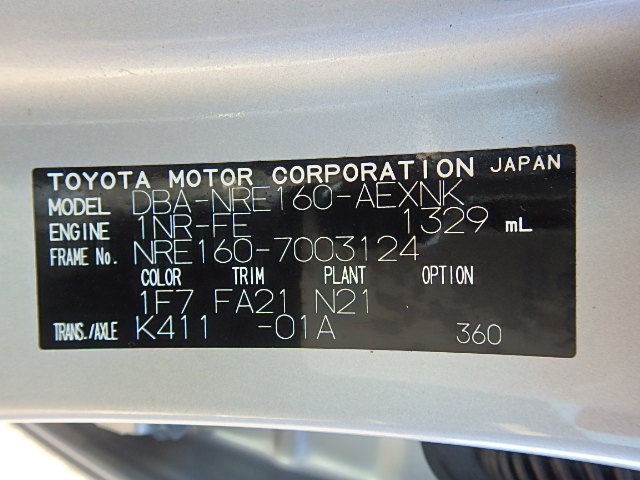 TOYOTA MOTOR CORPORATION JAPAN
MODEL DBA-NRE160-AEXNK
ENGINE 1NR-FE 1329 mL
FRAME No. NRE160-7003124
COLOR TRIM PLANT OPTION
1F7 FA21 N21
TRANS./AXLE K411 -01A 360